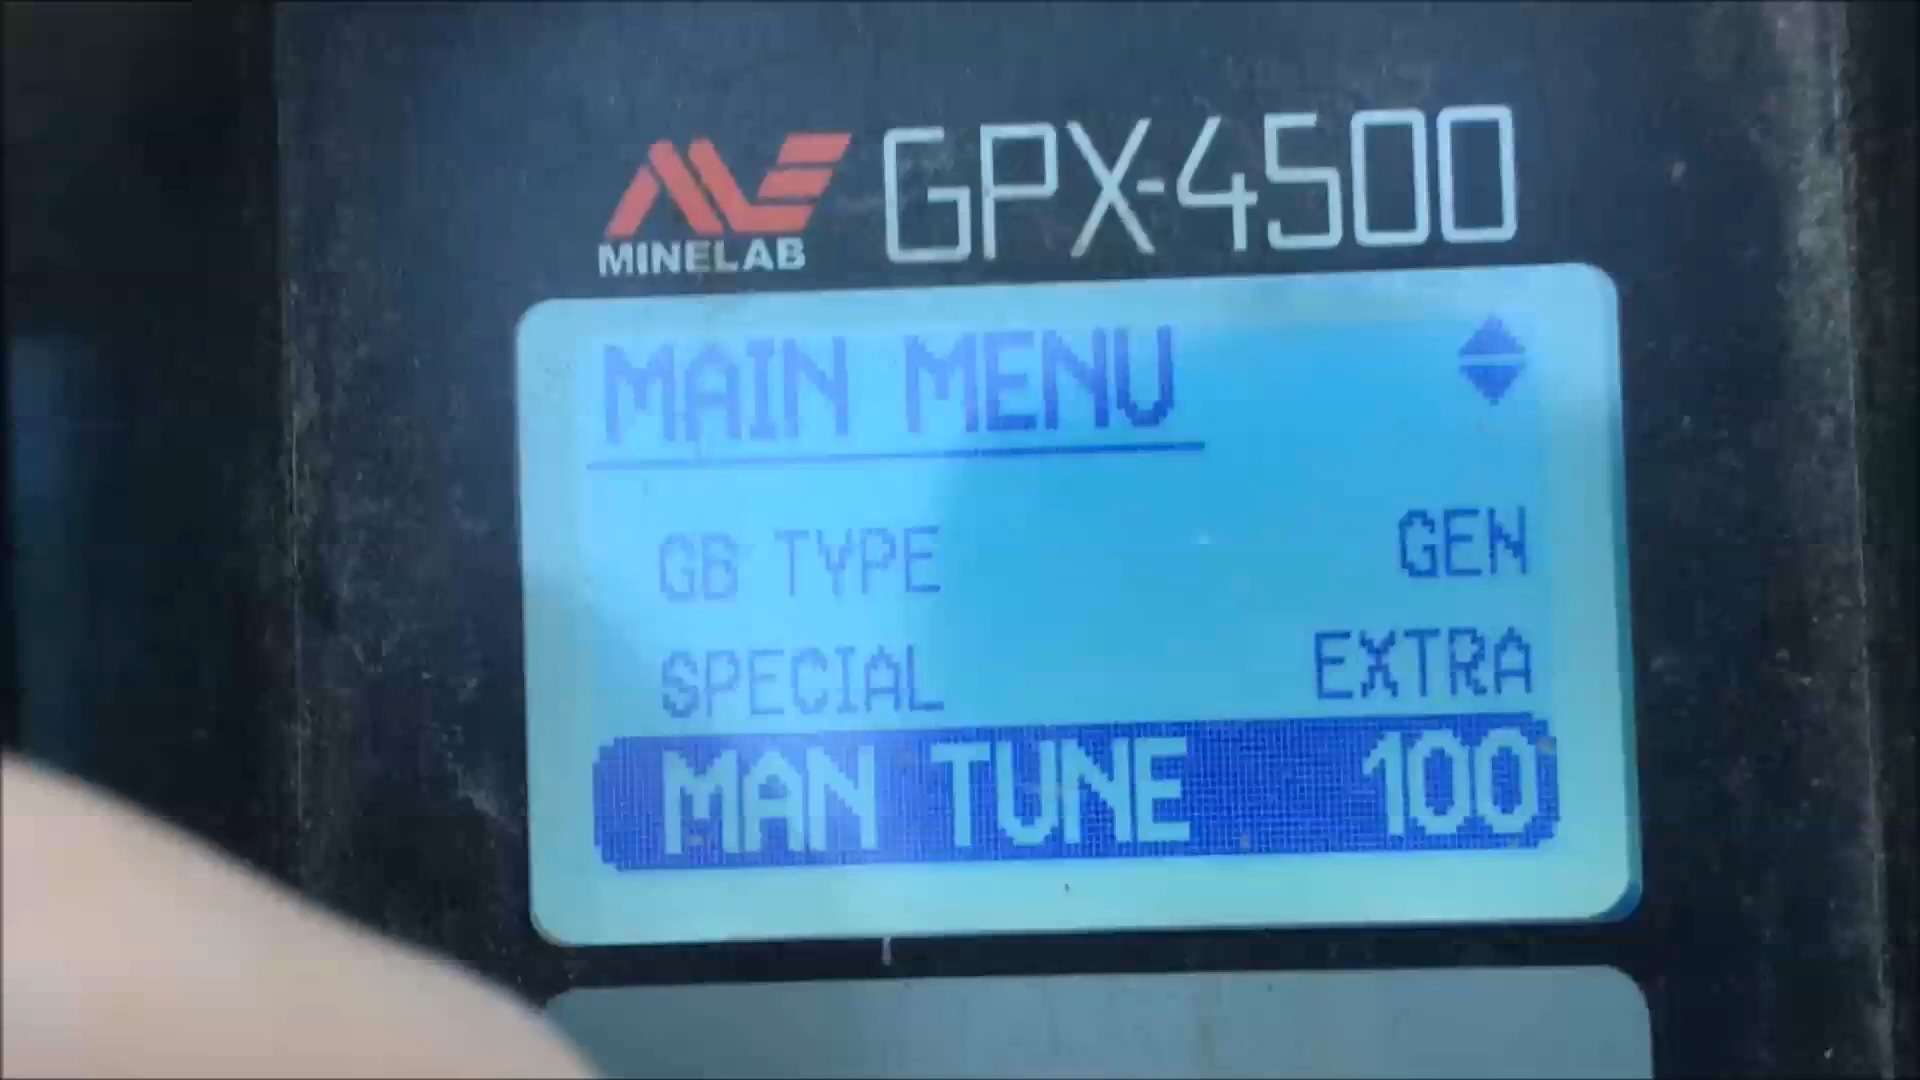 MINELAB GPX-4500
MAIN MENU
GB TYPE GEN
SPECIAL EXTRA
MAN TUNE 100